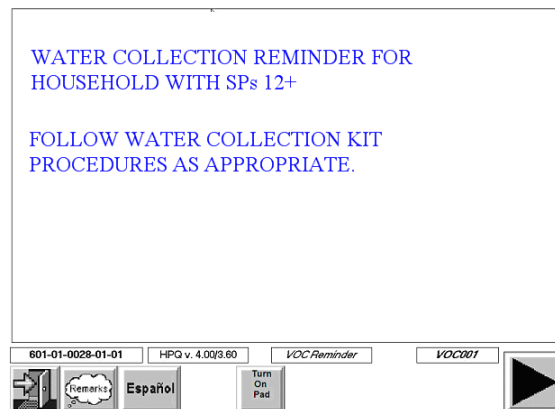 WATER COLLECTION REMINDER FOR
HOUSEHOLD WITH SPs 12+
FOLLOW WATER COLLECTION KIT
PROCEDURES AS APPROPRIATE.
601-01-0028-01-01 HPQ v. 4.00/3.60 VOC Reminder VOC001
Remarks Español
Turn
On
Pad